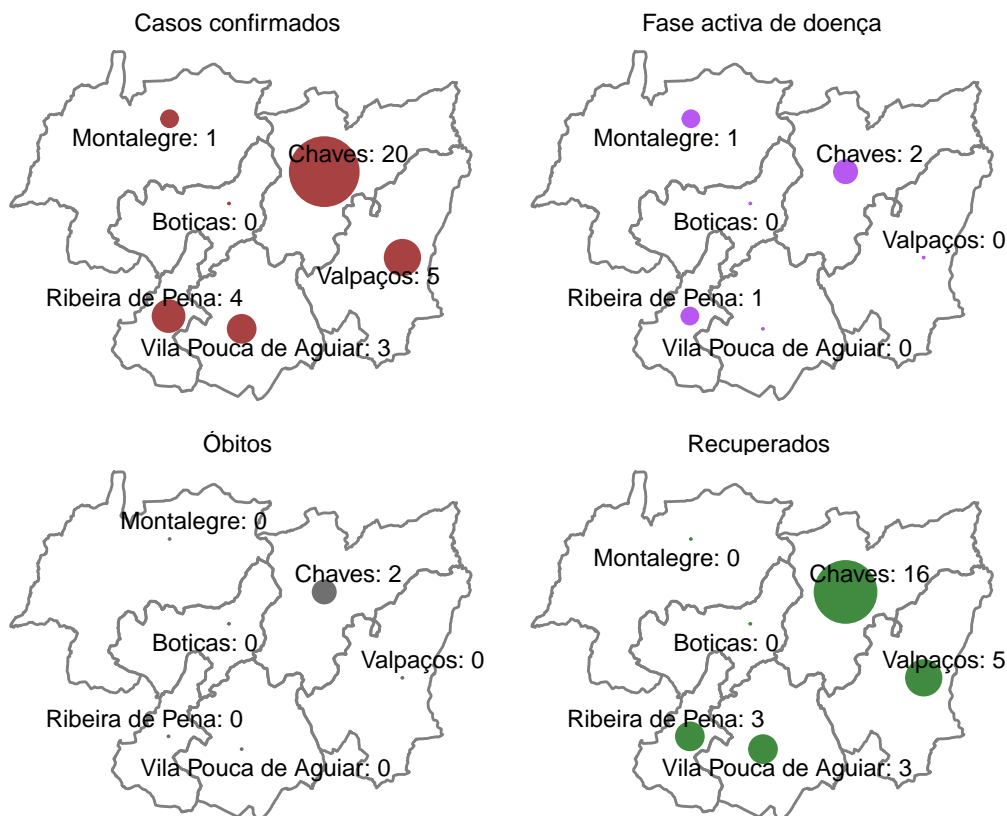 Casos confirmados
Montalegre: 1
Chaves: 20
Boticas: 0
Valpaços: 5
Ribeira de Pena: 4
Vila Pouca de Aguiar: 3
Fase activa de doença
Montalegre: 1
Chaves: 2
Boticas: 0
Valpaços: 0
Ribeira de Pena: 1
Vila Pouca de Aguiar: 0
Óbitos
Montalegre: 0
Chaves: 2
Boticas: 0
Valpaços: 0
Ribeira de Pena: 0
Vila Pouca de Aguiar: 0
Recuperados
Montalegre: 0
Chaves: 16
Boticas: 0
Valpaços: 5
Ribeira de Pena: 3
Vila Pouca de Aguiar: 3